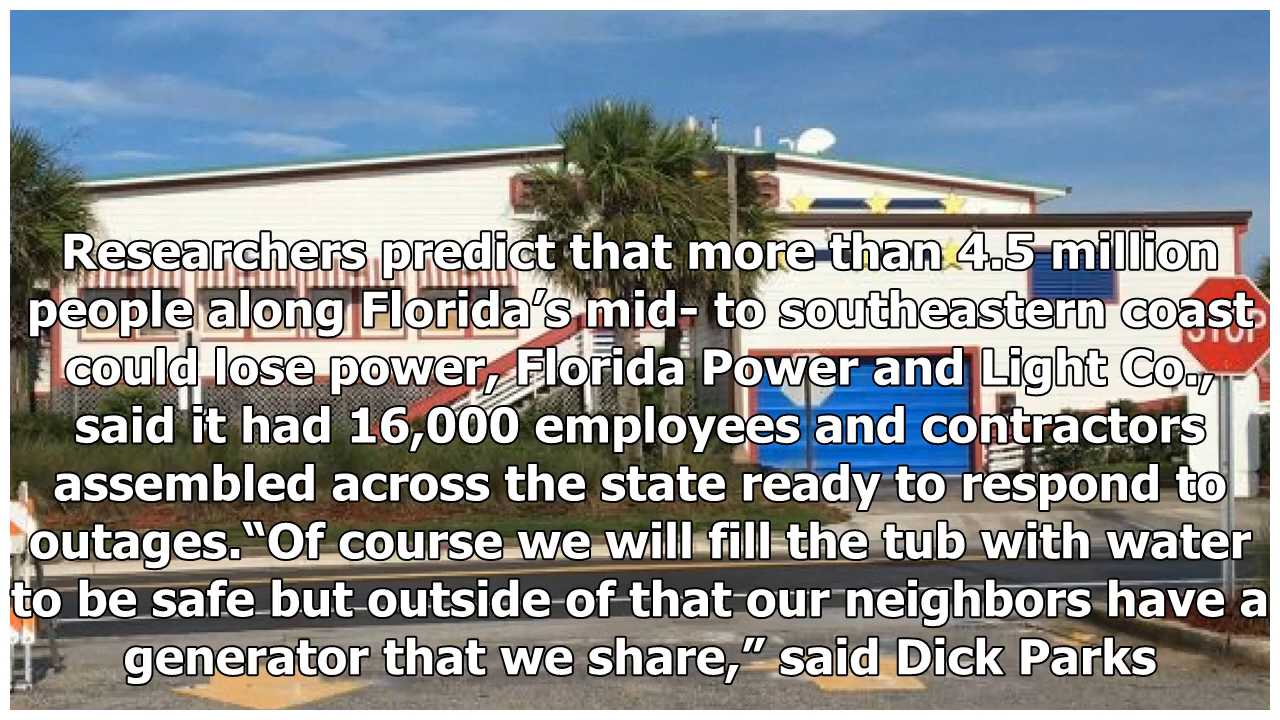 Researchers predict that more than 4.5 million
people along Florida’s mid- to southeastern coast
could lose power, Florida Power and Light Co.,
said it had 16,000 employees and contractors
assembled across the state ready to respond to
outages.“Of course we will fill the tub with water
to be safe but outside of that our neighbors have a
generator that we share,” said Dick Parks
STOP